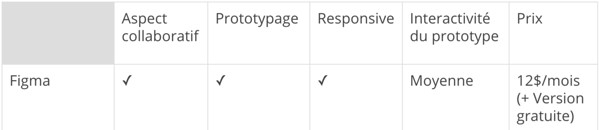 Aspect collaboratif
Prototypage
Responsive
Interactivité du prototype
Prix
Figma
✓
✓
✓
Moyenne
12$/mois
(+ Version
gratuite)